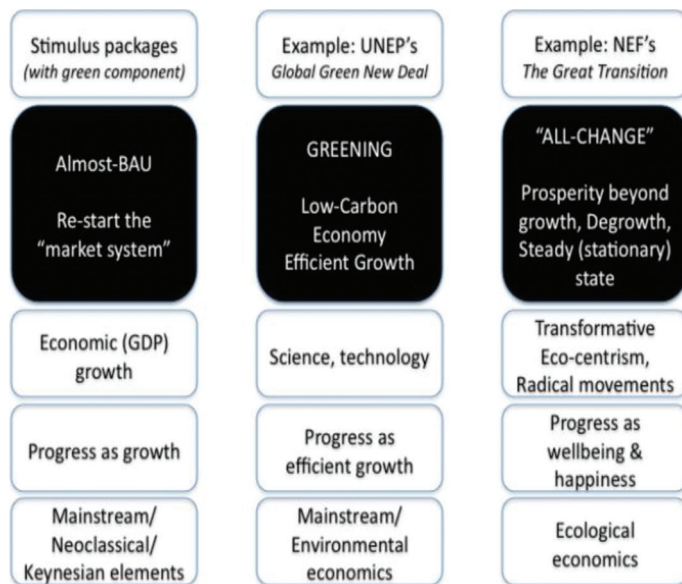 Stimulus packages
(with green component)
Almost-BAU
Re-start the
“market system”
Economic (GDP)
growth
Progress as growth
Mainstream/
Neoclassical/
Keynesian elements
Example: UNEP’s
Global Green New Deal
GREENING
Low-Carbon
Economy
Efficient Growth
Science, technology
Progress as
efficient growth
Mainstream/
Environmental
economics
Example: NEF’s
The Great Transition
“ALL-CHANGE”
Prosperity beyond
growth, Degrowth,
Steady (stationary)
state
Transformative
Eco-centrism,
Radical movements
Progress as
wellbeing &
happiness
Ecological
economics